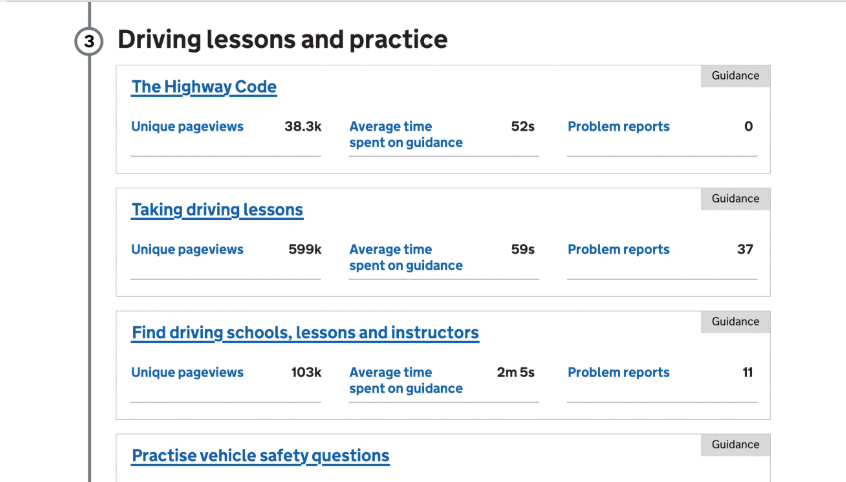 3 Driving lessons and practice
Guidance
The Highway Code
Unique pageviews 38.3k Average time spent on guidance 52s Problem reports 0
Guidance
Taking driving lessons
Unique pageviews 599k Average time spent on guidance 59s Problem reports 37
Guidance
Find driving schools, lessons and instructors
Unique pageviews 103k Average time spent on guidance 2m 5s Problem reports 11
Guidance
Practise vehicle safety questions